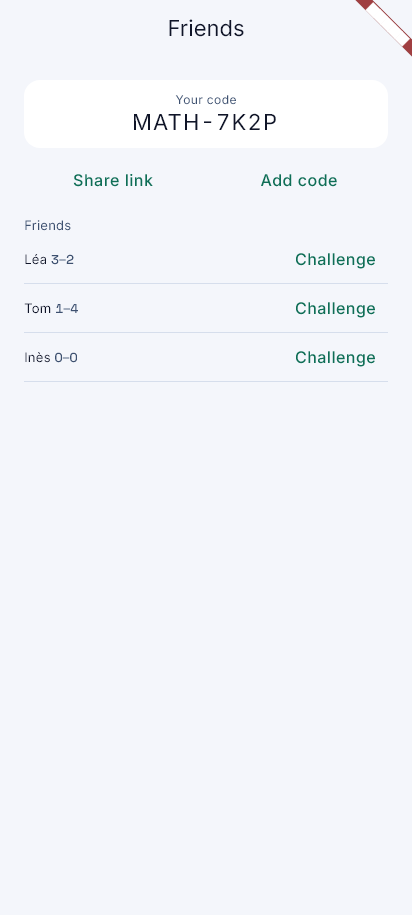 Friends
Your code
MATH-7K2P
Share link Add code
Friends
Léa 3–2 Challenge
Tom 1–4 Challenge
Inès 0–0 Challenge